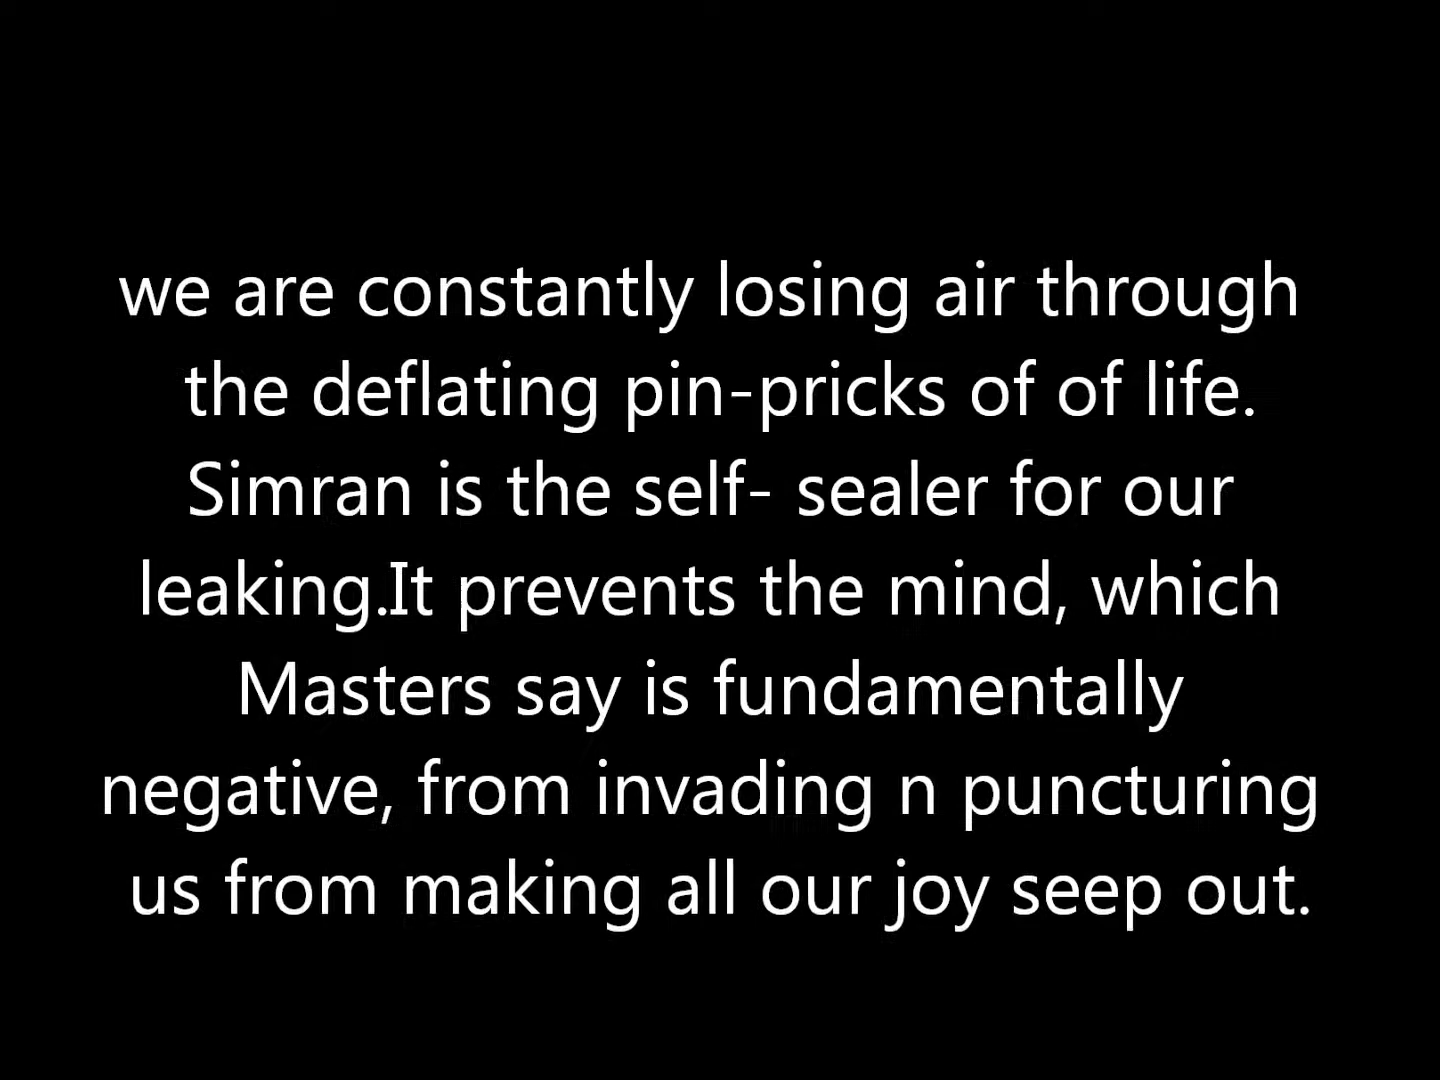 we are constantly losing air through
the deflating pin-pricks of of life.
Simran is the self- sealer for our
leaking.It prevents the mind, which
Masters say is fundamentally
negative, from invading n puncturing
us from making all our joy seep out.